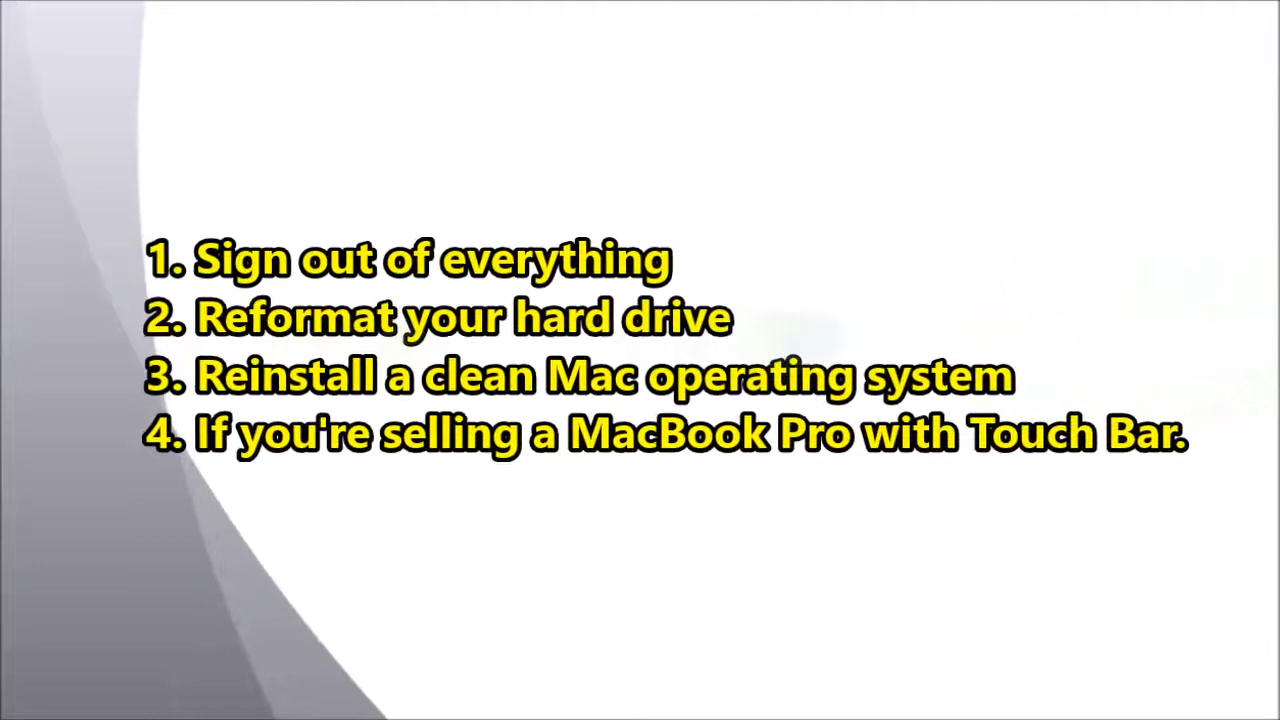 1. Sign out of everything
2. Reformat your hard drive
3. Reinstall a clean Mac operating system
4. If you're selling a MacBook Pro with Touch Bar.